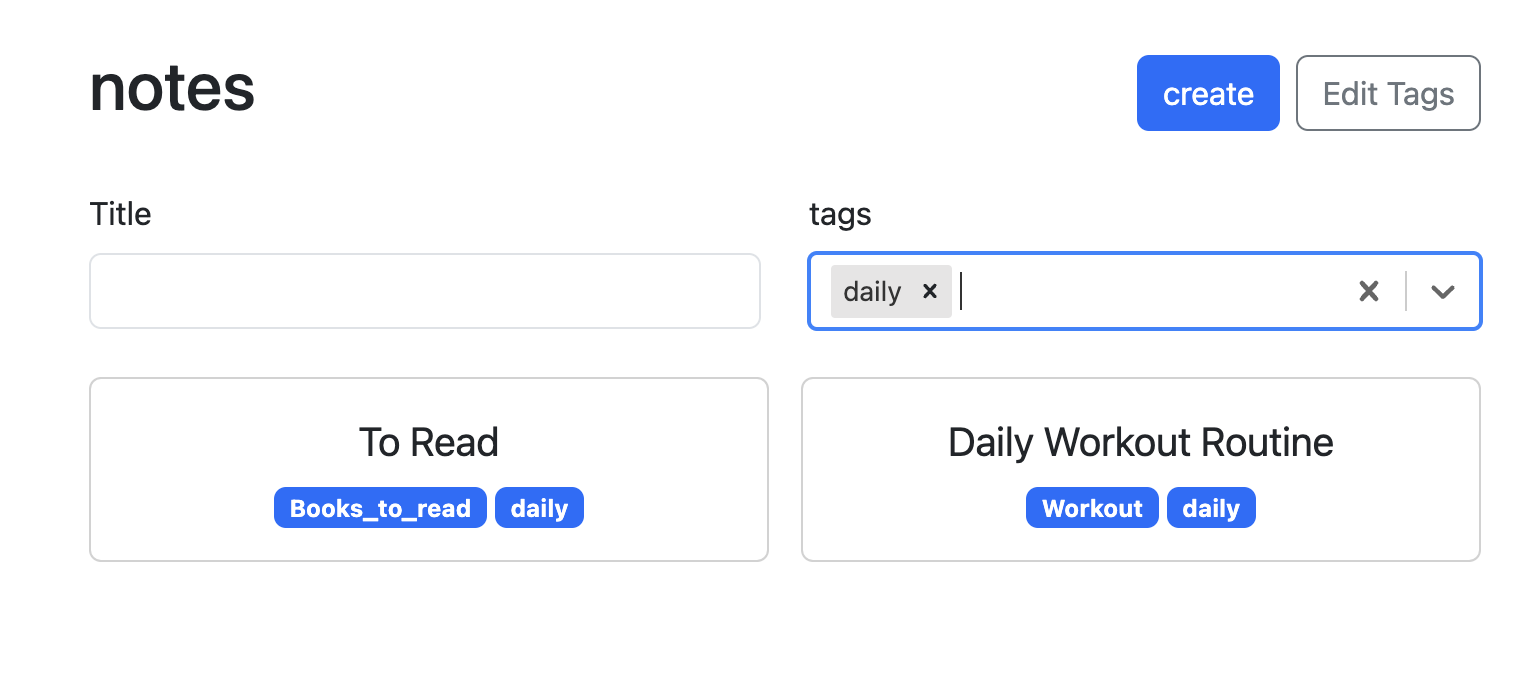 notes
create
Edit Tags
Title
tags
daily
To Read
Books_to_read daily
Daily Workout Routine
Workout daily